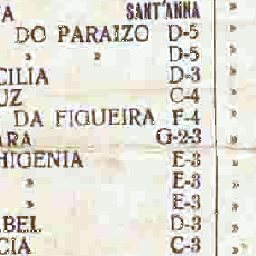 A SANT'ANNA »
DO PARAIZO D-5 »
» » D-5 »
CILIA D-3 »
UZ C-4 »
DA FIGUEIRA F-4 »
ARA G-2-3 »
HIGENIA E-3 »
» E-3 »
» E-3 »
ABEL D-3 »
CIA C-3 »